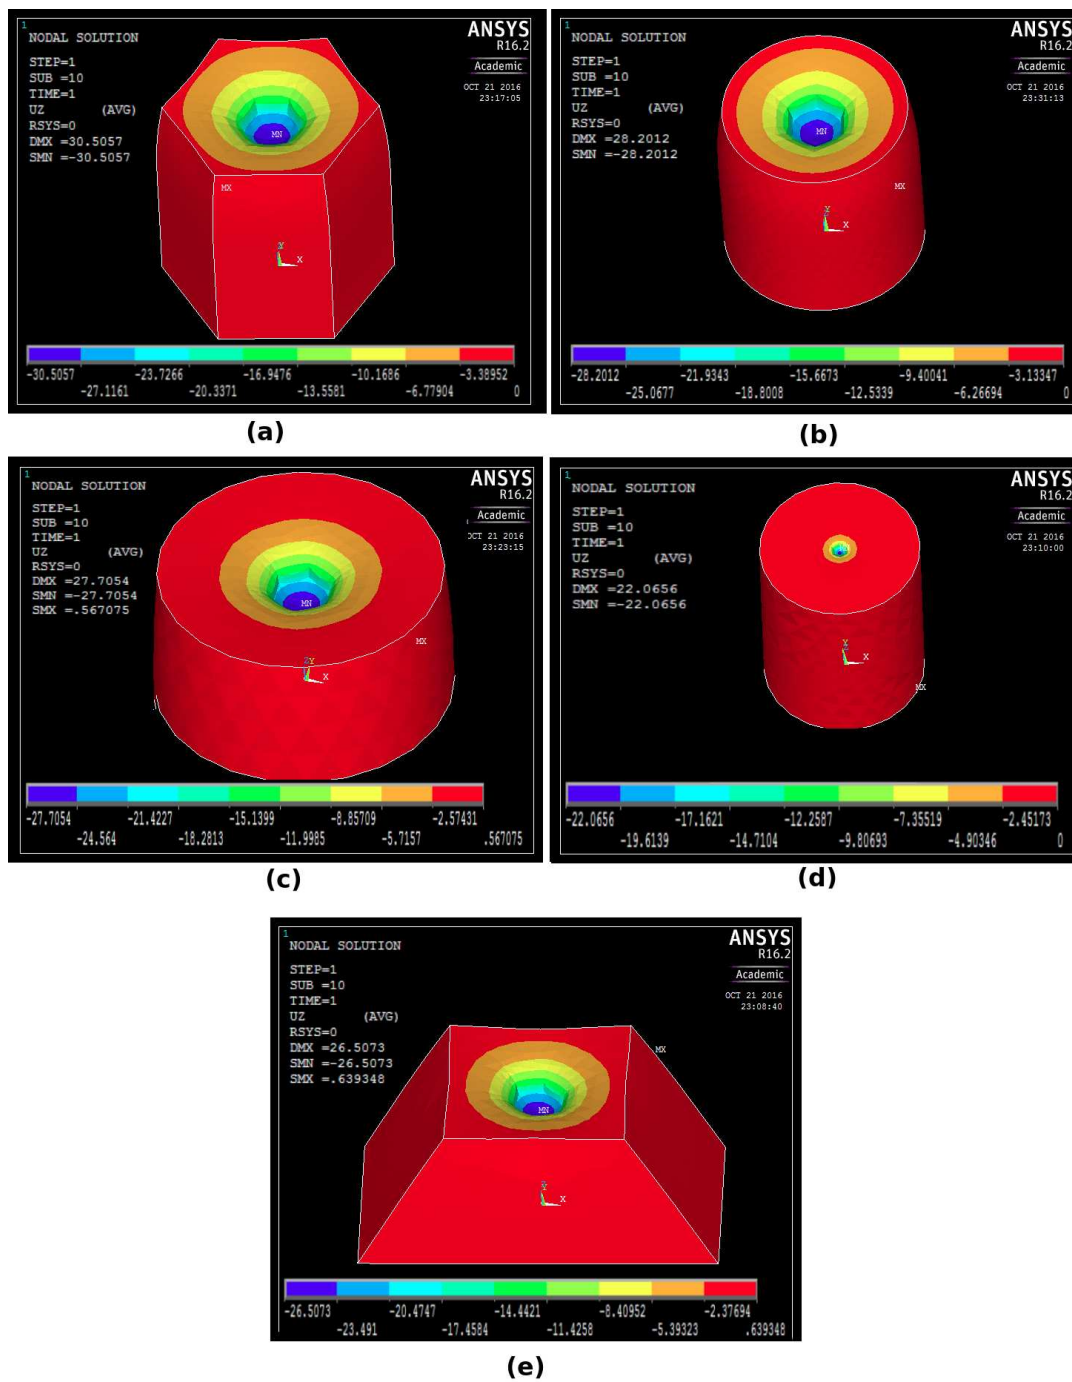 1
NODAL SOLUTION
STEP=1
SUB =10
TIME=1
UZ (AVG)
RSYS=0
DMX =30.5057
SMN =-30.5057
ANSYS
R16.2
Academic
OCT 21 2016
23:17:05
MN
MX
Y
Z
X
-30.5057 -23.7266 -16.9476 -10.1686 -3.38952
-27.1161 -20.3371 -13.5581 -6.77904 0
(a)
1
NODAL SOLUTION
STEP=1
SUB =10
TIME=1
UZ (AVG)
RSYS=0
DMX =28.2012
SMN =-28.2012
ANSYS
R16.2
Academic
OCT 21 2016
23:31:13
MN
MX
Y
Z
X
-28.2012 -21.9343 -15.6673 -9.40041 -3.13347
-25.0677 -18.8008 -12.5339 -6.26694 0
(b)
1
NODAL SOLUTION
STEP=1
SUB =10
TIME=1
UZ (AVG)
RSYS=0
DMX =27.7054
SMN =-27.7054
SMX =.567075
ANSYS
R16.2
Academic
OCT 21 2016
23:23:15
MN
MX
ZY
X
-27.7054 -21.4227 -15.1399 -8.85709 -2.57431
-24.564 -18.2813 -11.9985 -5.7157 .567075
(c)
1
NODAL SOLUTION
STEP=1
SUB =10
TIME=1
UZ (AVG)
RSYS=0
DMX =22.0656
SMN =-22.0656
ANSYS
R16.2
Academic
OCT 21 2016
23:10:00
MX
Y
Z
X
-22.0656 -17.1621 -12.2587 -7.35519 -2.45173
-19.6139 -14.7104 -9.80693 -4.90346 0
(d)
1
NODAL SOLUTION
STEP=1
SUB =10
TIME=1
UZ (AVG)
RSYS=0
DMX =26.5073
SMN =-26.5073
SMX =.639348
ANSYS
R16.2
Academic
OCT 21 2016
23:08:40
MX
MN
X
-26.5073 -20.4747 -14.4421 -8.40952 -2.37694
-23.491 -17.4584 -11.4258 -5.39323 .639348
(e)